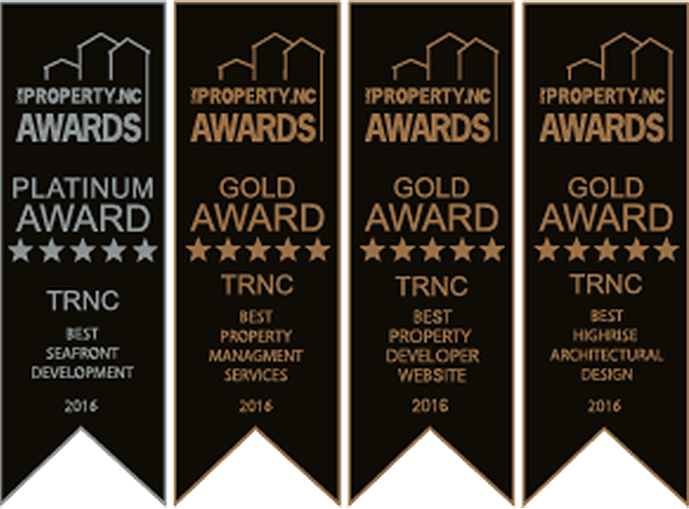 PROPERTY.NC
AWARDS
PLATINUM
AWARD
TRNC
BEST
SEAFRONT
DEVELOPMENT
2016
PROPERTY.NC
AWARDS
GOLD
AWARD
TRNC
BEST
PROPERTY
MANAGMENT
SERVICES
2016
PROPERTY.NC
AWARDS
GOLD
AWARD
TRNC
BEST
PROPERTY
DEVELOPER
WEBSITE
2016
PROPERTY.NC
AWARDS
GOLD
AWARD
TRNC
BEST
HIGHRISE
ARCHITECTURAL
DESIGN
2016